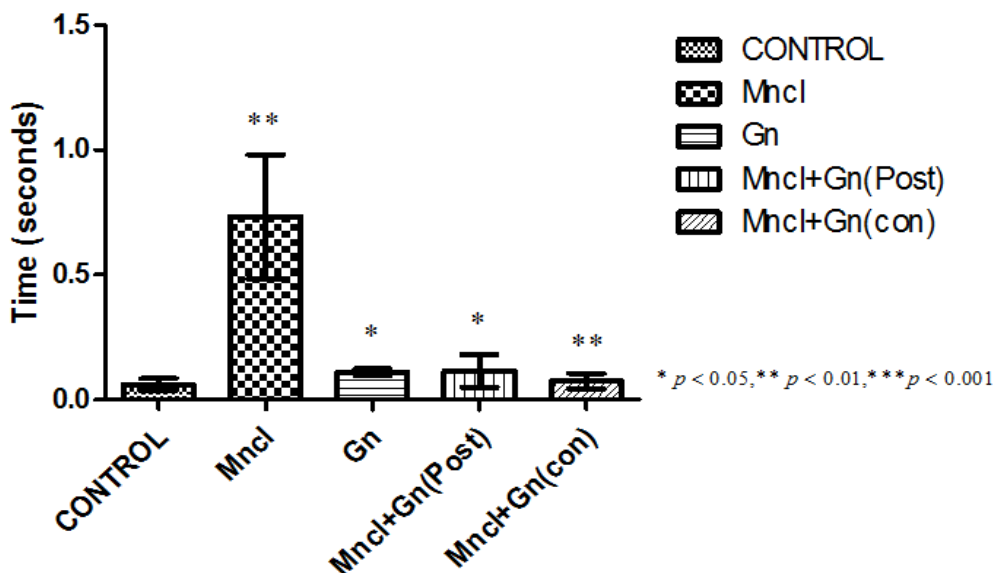 1.5
1.0
0.5
0.0
Time (seconds)
**
*
*
**
CONTROL
Mncl
Gn
Mncl+Gn(Post)
Mncl+Gn(con)
CONTROL
Mncl
Gn
Mncl+Gn(Post)
Mncl+Gn(con)
* p < 0.05,** p < 0.01,***p < 0.001